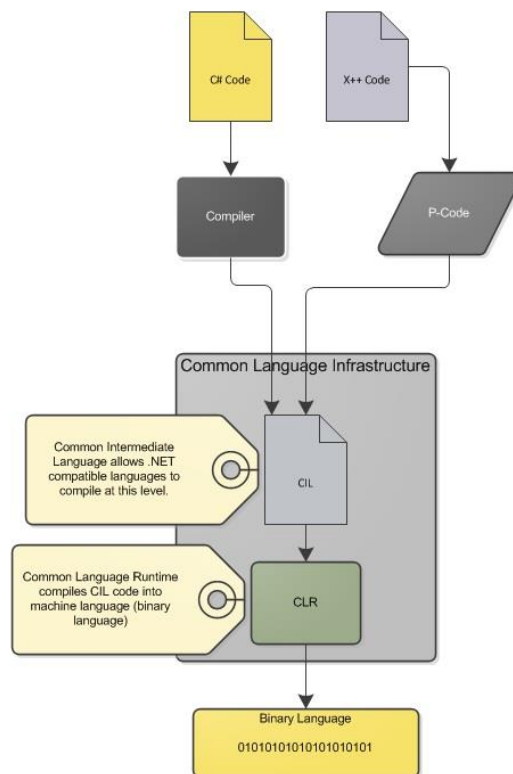 C# Code
X++ Code
Compiler
P-Code
Common Language Infrastructure
Common Intermediate
Language allows .NET
compatible languages to
compile at this level.
CIL
Common Language Runtime
compiles CIL code into
machine language (binary
language)
CLR
Binary Language
01010101010101010101